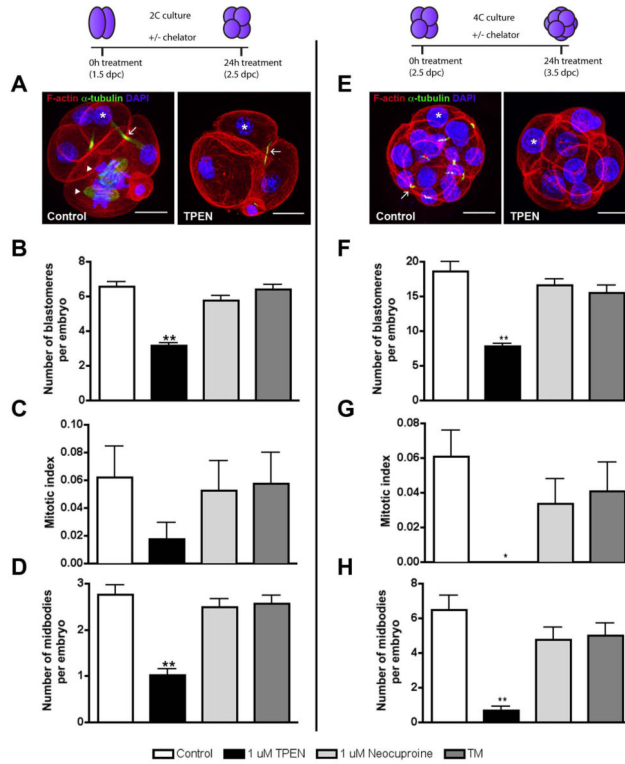 2C culture
+/- chelator
0h treatment
(1.5 dpc)
24h treatment
(2.5 dpc)
A
F-actin α-tubulin DAPI
*
Control
*
TPEN
B
Number of blastomeres
per embryo
8
6
4
2
0
**
C
Mitotic index
0.10
0.08
0.06
0.04
0.02
0.00
D
Number of midbodies
per embryo
3
2
1
0
**
4C culture
+/- chelator
0h treatment
(2.5 dpc)
24h treatment
(3.5 dpc)
E
F-actin α-tubulin DAPI
*
Control
*
TPEN
F
Number of blastomeres
per embryo
20
15
10
5
0
**
G
Mitotic index
0.08
0.06
0.04
0.02
0.00
*
H
Number of midbodies
per embryo
8
6
4
2
0
**
Control
1 uM TPEN
1 uM Neocuproine
TM